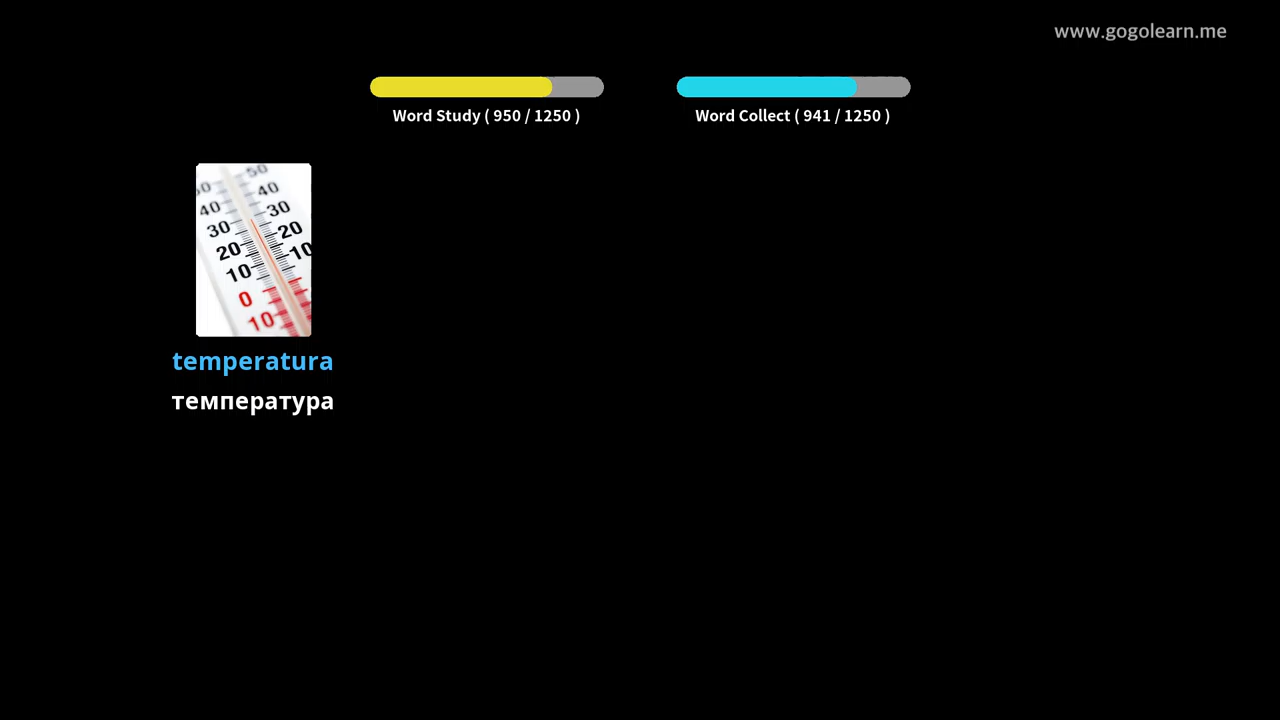 www.gogolearn.me
Word Study ( 950 / 1250 )
Word Collect ( 941 / 1250 )
50
40
40
30
30
20
20
10
10
0
10
temperatura
температура